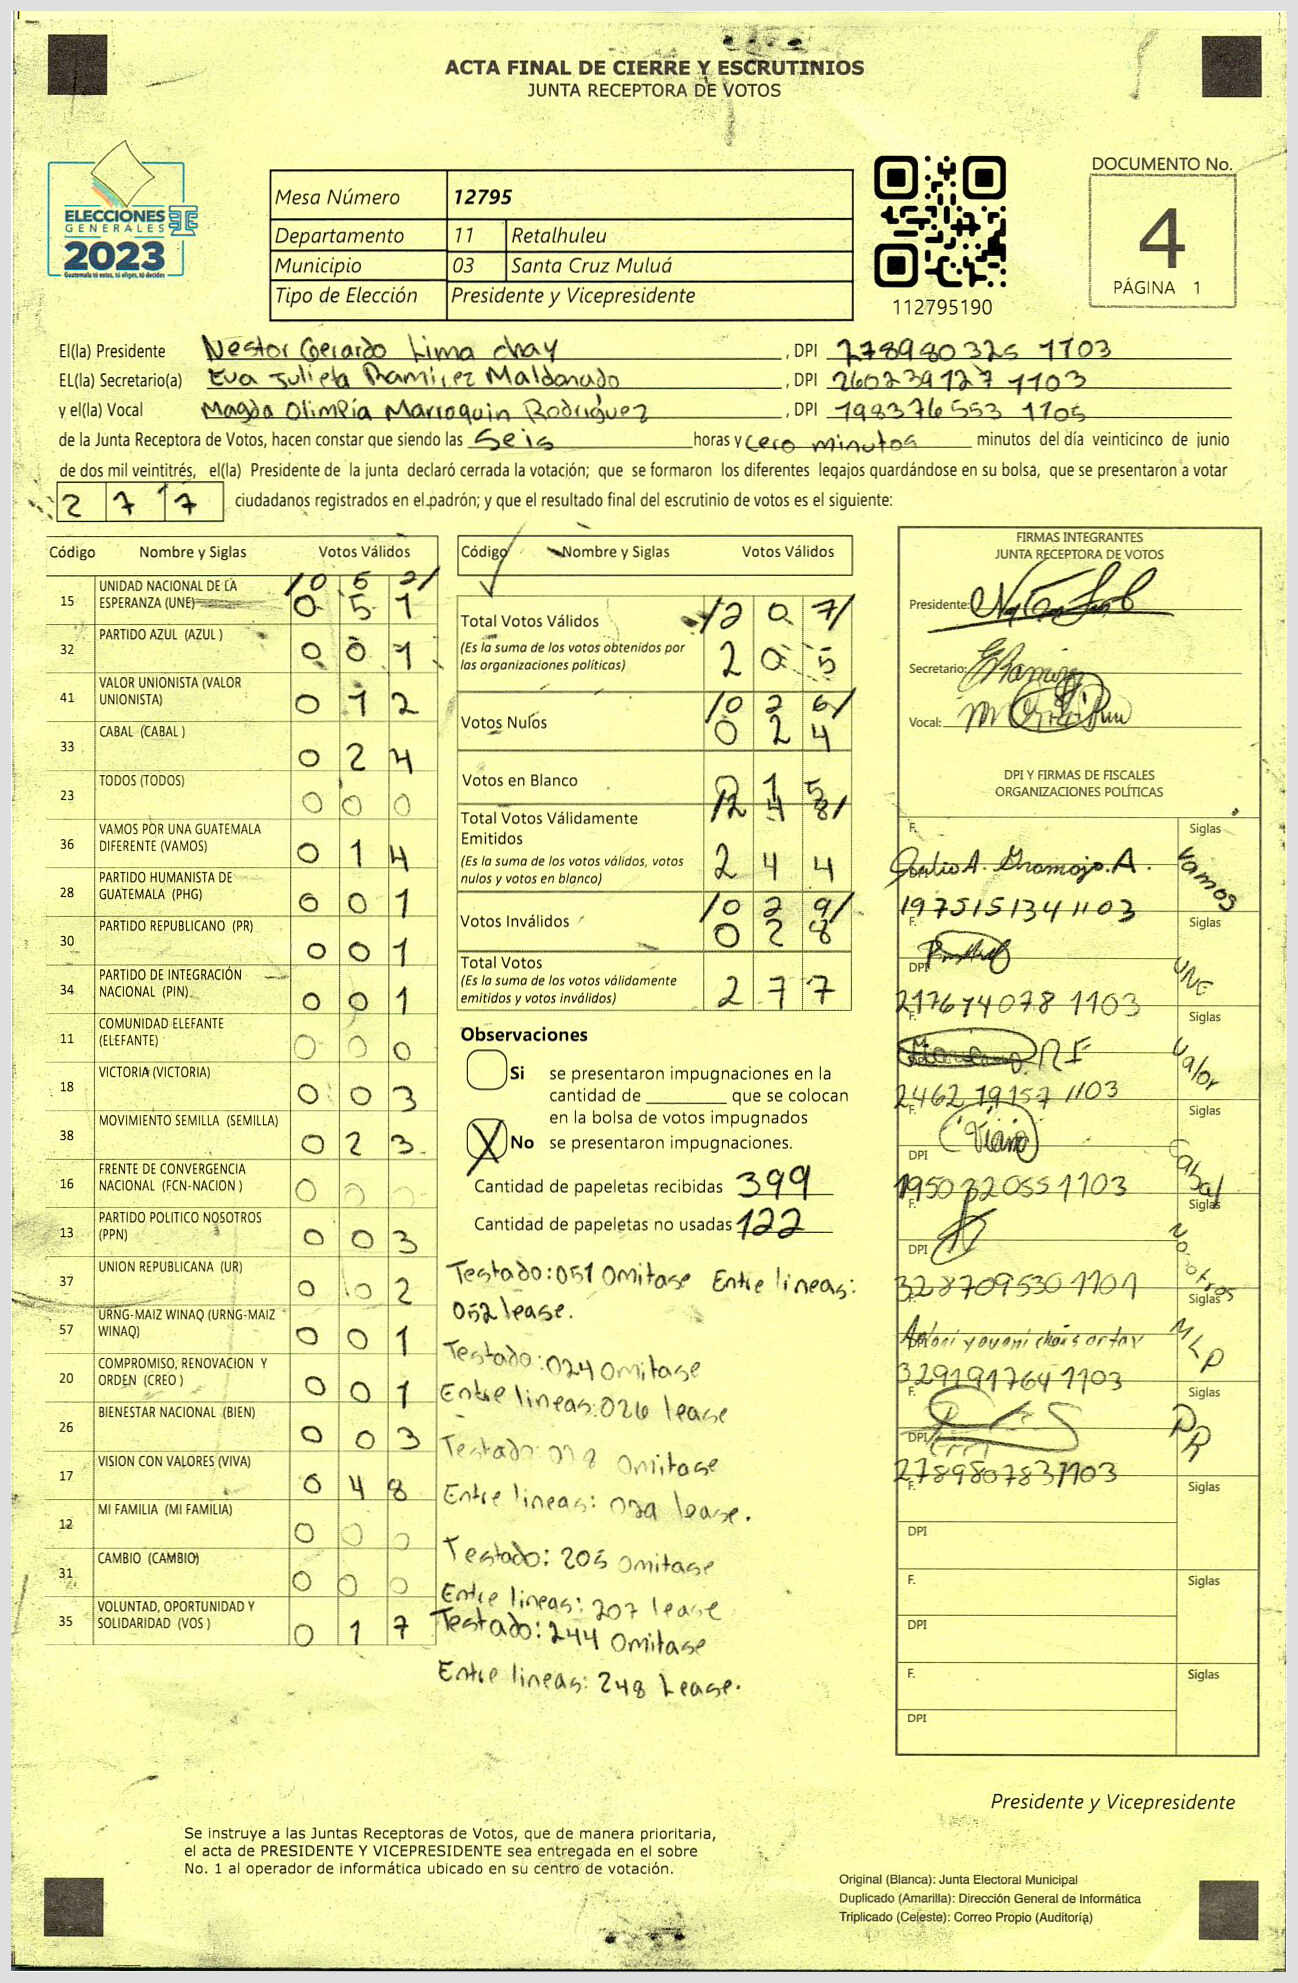 ACTA FINAL DE CIERRE Y ESCRUTINIOS
JUNTA RECEPTORA DE VOTOS
ELECCIONES
GENERALES
2023
Guatemala tú votas, tú eliges, tú decides
Mesa Número 12795
Departamento 11 Retalhuleu
Municipio 03 Santa Cruz Muluá
Tipo de Elección Presidente y Vicepresidente
112795190
DOCUMENTO No.
4
PÁGINA 1
El(la) Presidente Nestor Gerardo Lima chay, DPI 278980325 1103
EL(la) Secretario(a) Eva Julieta Ramirez Maldonado, DPI 260239127 1103
y el(la) Vocal Magda Olimpia Marroquin Rodriguez, DPI 198376553 1105
de la Junta Receptora de Votos, hacen constar que siendo las Seis horas y cero minutos minutos del día veinticinco de junio
de dos mil veintitrés, el(la) Presidente de la junta declaró cerrada la votación; que se formaron los diferentes legajos quardándose en su bolsa, que se presentaron a votar
2 7 7 ciudadanos registrados en el padrón; y que el resultado final del escrutinio de votos es el siguiente:
Código Nombre y Siglas Votos Válidos
15 UNIDAD NACIONAL DE LA ESPERANZA (UNE) /0 5 2/
0 5 1
32 PARTIDO AZUL (AZUL ) 0 0 1
41 VALOR UNIONISTA (VALOR UNIONISTA) 0 1 2
33 CABAL (CABAL ) 0 2 4
23 TODOS (TODOS) 0 0 0
36 VAMOS POR UNA GUATEMALA DIFERENTE (VAMOS) 0 1 4
28 PARTIDO HUMANISTA DE GUATEMALA (PHG) 0 0 1
30 PARTIDO REPUBLICANO (PR) 0 0 1
34 PARTIDO DE INTEGRACIÓN NACIONAL (PIN) 0 0 1
11 COMUNIDAD ELEFANTE (ELEFANTE) 0 0 0
18 VICTORIA (VICTORIA) 0 0 3
38 MOVIMIENTO SEMILLA (SEMILLA) 0 2 3
16 FRENTE DE CONVERGENCIA NACIONAL (FCN-NACION ) 0 0 0
13 PARTIDO POLITICO NOSOTROS (PPN) 0 0 3
37 UNION REPUBLICANA (UR) 0 0 2
57 URNG-MAIZ WINAQ (URNG-MAIZ WINAQ) 0 0 1
20 COMPROMISO, RENOVACION Y ORDEN (CREO ) 0 0 1
26 BIENESTAR NACIONAL (BIEN) 0 0 3
17 VISION CON VALORES (VIVA) 0 4 8
12 MI FAMILIA (MI FAMILIA) 0 0 0
31 CAMBIO (CAMBIO) 0 0 0
35 VOLUNTAD, OPORTUNIDAD Y SOLIDARIDAD (VOS ) 0 1 7
Código Nombre y Siglas Votos Válidos
Total Votos Válidos /2 0 7/
(Es la suma de los votos obtenidos por
las organizaciones políticas) 2 0 5
Votos Nulos /0 2 6/
0 2 4
Votos en Blanco 0 1 5
Total Votos Válidamente /2 4 8/
Emitidos
(Es la suma de los votos válidos, votos
nulos y votos en blanco) 2 4 4
Votos Inválidos /0 2 9/
0 2 8
Total Votos
(Es la suma de los votos válidamente
emitidos y votos inválidos) 2 7 7
Observaciones
Si se presentaron impugnaciones en la
cantidad de ________ que se colocan
en la bolsa de votos impugnados
X No se presentaron impugnaciones.
Cantidad de papeletas recibidas 399
Cantidad de papeletas no usadas 122
Testado: 051 Omitase Entre lineas:
052 lease.
Testado: 024 Omitase
Entre lineas: 026 lease
Testado: 028 Omitase
Entre lineas: 029 lease.
Testado: 205 Omitase
Entre lineas: 207 lease
Testado: 244 Omitase
Entre lineas: 248 Lease.
FIRMAS INTEGRANTES
JUNTA RECEPTORA DE VOTOS
Presidente:
Secretario: ERamirez
Vocal:
DPI Y FIRMAS DE FISCALES
ORGANIZACIONES POLÍTICAS
F. Siglas
Julio A. Gramajo. A. Vamos
197515134 1103
F. Siglas
DPI UNE
217674078 1103
F. Siglas
Valor
2462 19157 1103
F. Siglas
DPI Cabal
195032055 1103
F. Siglas
DPI Nosotros
328709530 1101
F. Siglas
MLP
329191764 1103
F. Siglas
DPI PR
278980783 1103
F. Siglas
DPI
F. Siglas
DPI
F. Siglas
DPI
Presidente y Vicepresidente
Se instruye a las Juntas Receptoras de Votos, que de manera prioritaria,
el acta de PRESIDENTE Y VICEPRESIDENTE sea entregada en el sobre
No. 1 al operador de informática ubicado en su centro de votación.
Original (Blanca): Junta Electoral Municipal
Duplicado (Amarilla): Dirección General de Informática
Triplicado (Celeste): Correo Propio (Auditoría)